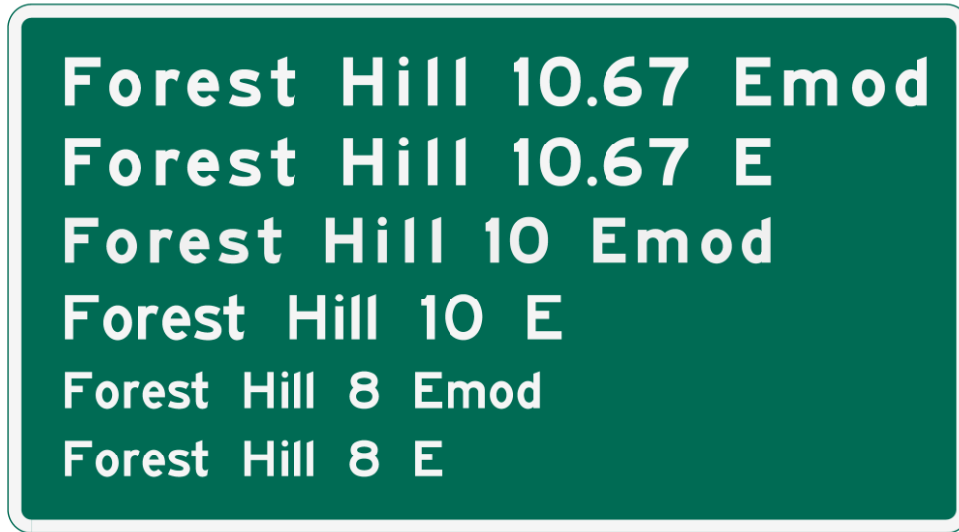 Forest Hill 10.67 Emod
Forest Hill 10.67 E
Forest Hill 10 Emod
Forest Hill 10 E
Forest Hill 8 Emod
Forest Hill 8 E